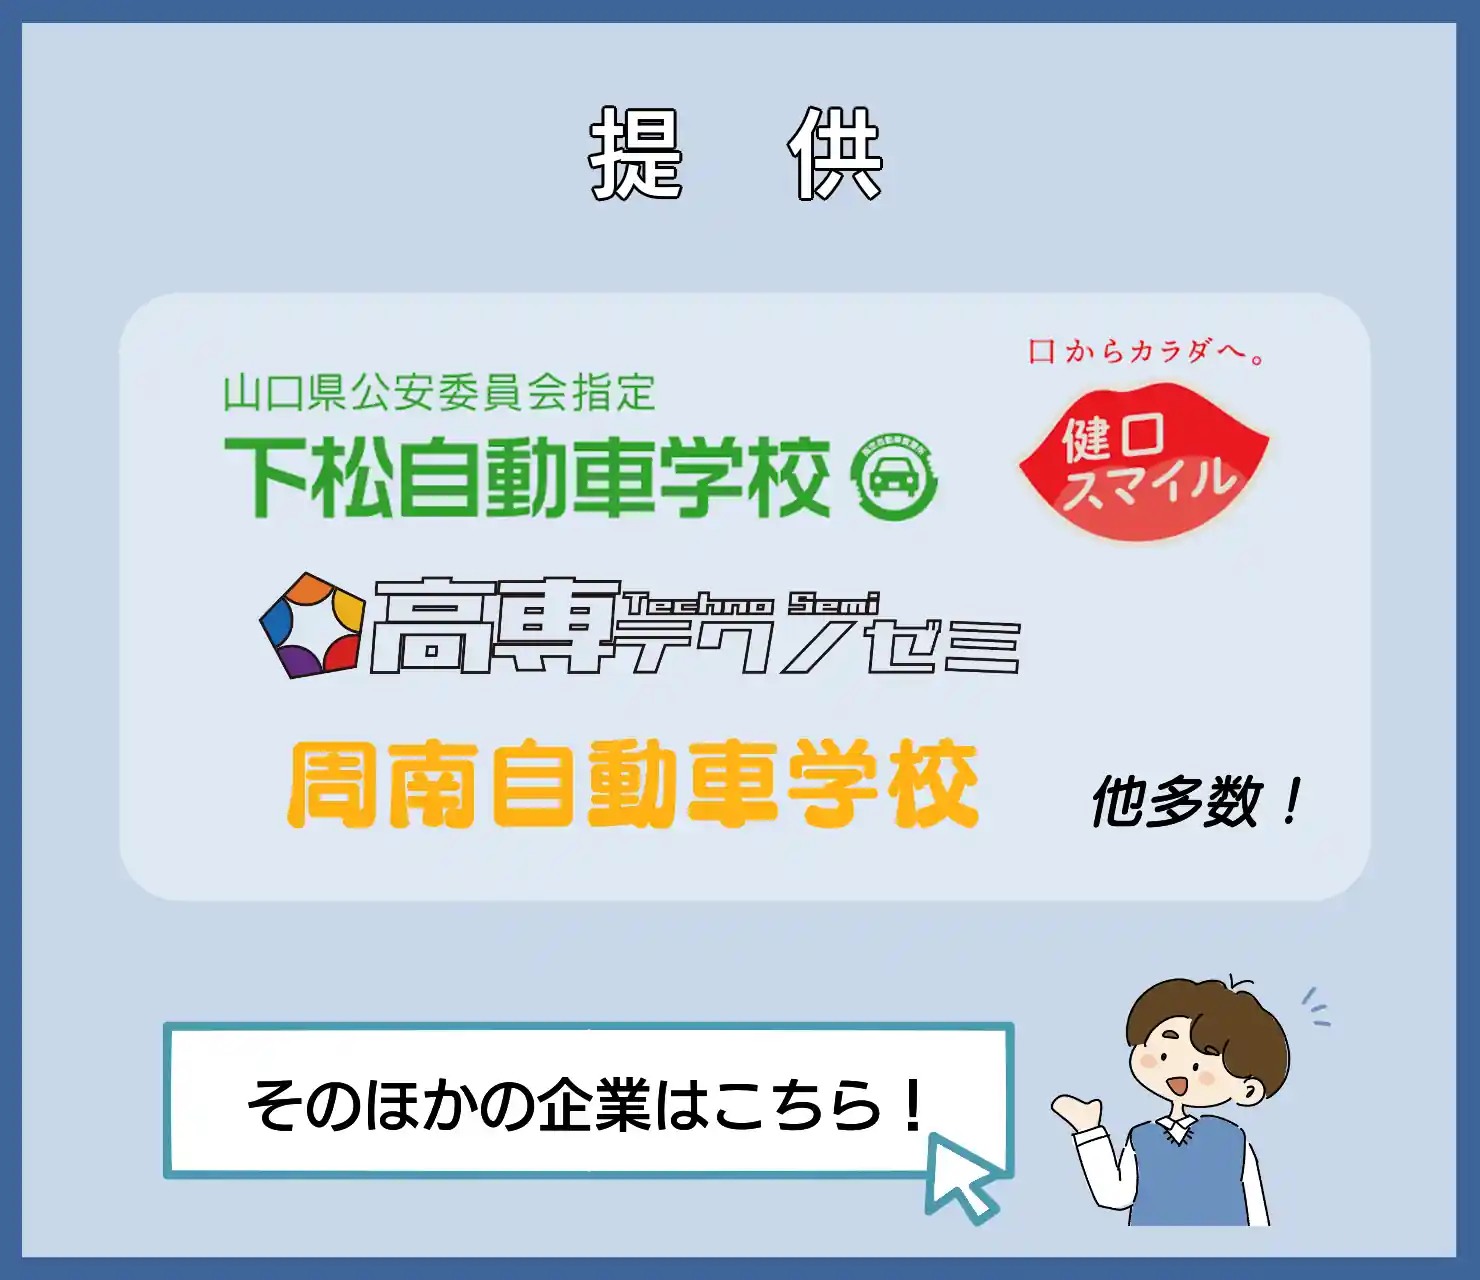 提 供
山口県公安委員会指定
下松自動車学校
口からカラダへ。
健口
スマイル
高専テクノゼミ
Techno Semi
周南自動車学校
他多数！
そのほかの企業はこちら！